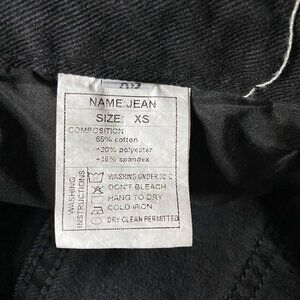 XS
NAME:JEAN
SIZE: XS
COMPOSITION
65% cotton
+20% polyester
+15% spandex
WASHING
INSTRUCTIONS
WASHING UNDER 30 C
DON'T BLEACH
HANG TO DRY
COLD IRON
DRY CLEAN PERMITTED